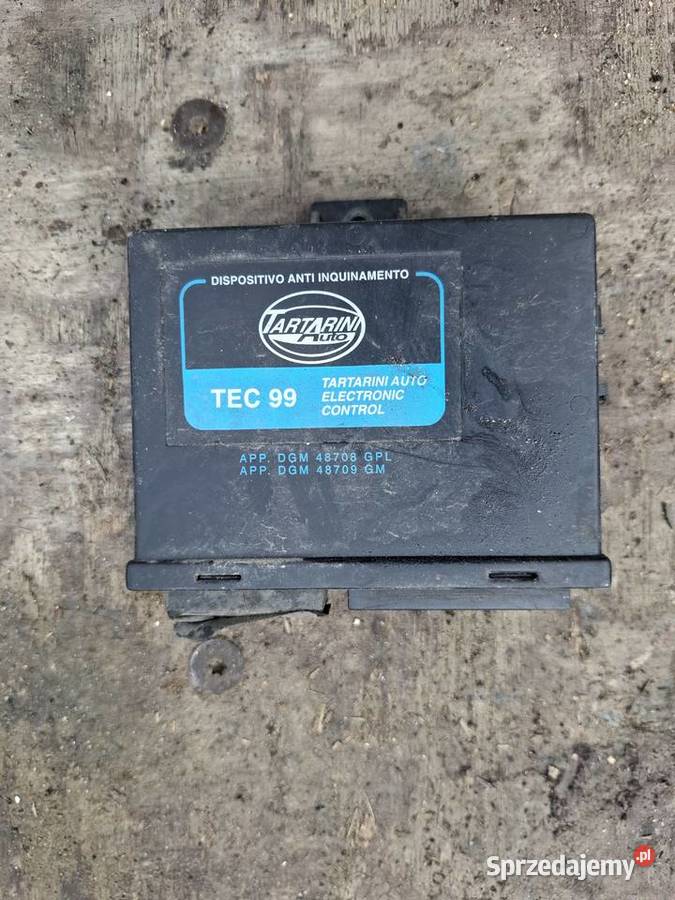 DISPOSITIVO ANTI INQUINAMENTO
TARTARINI
Auto
TEC 99
TARTARINI AUTO
ELECTRONIC
CONTROL
APP. DGM 48708 GPL
APP. DGM 48709 GM
Sprzedajemy.pl